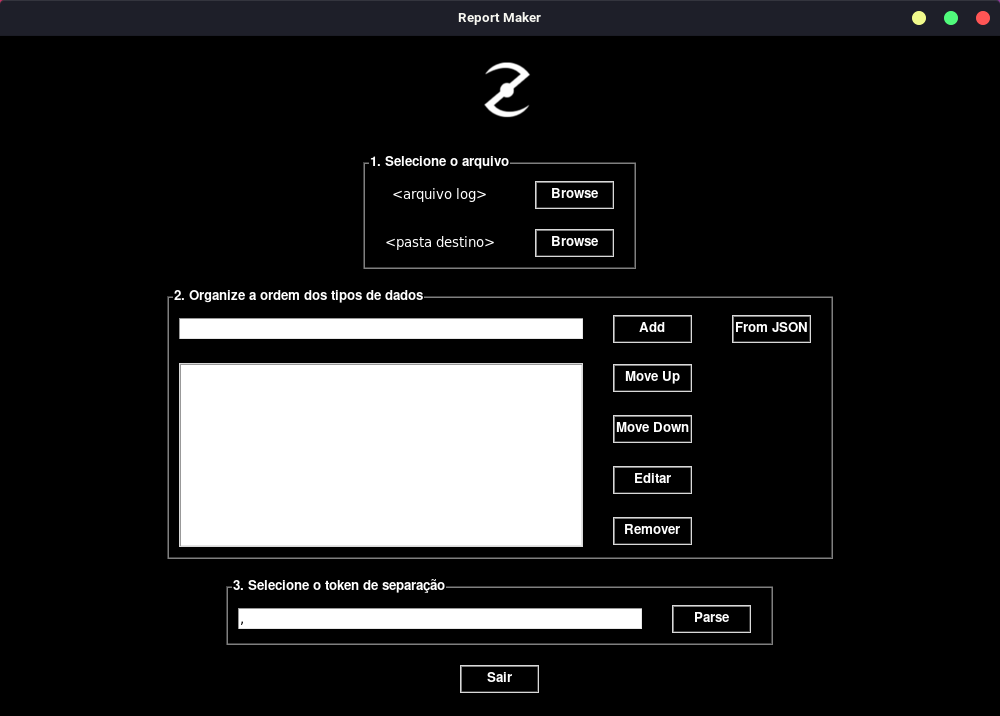 Report Maker
1. Selecione o arquivo
<arquivo log> Browse
<pasta destino> Browse
2. Organize a ordem dos tipos de dados
Add From JSON
Move Up
Move Down
Editar
Remover
3. Selecione o token de separação
, Parse
Sair